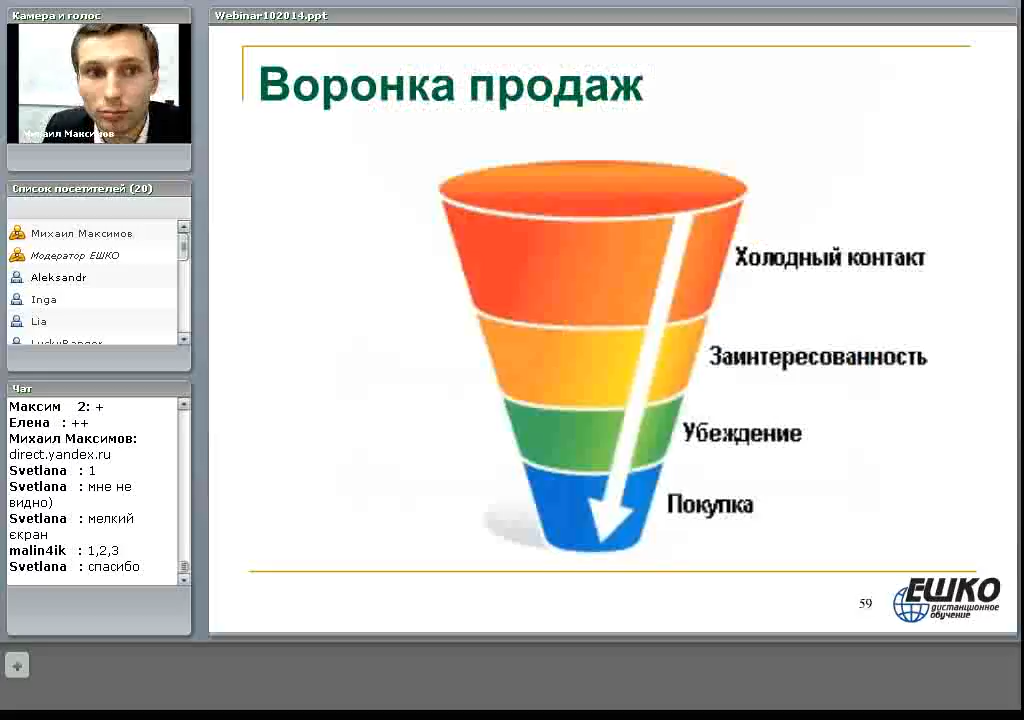 Камера и голос
Михаил Максимов
Список посетителей (20)
Михаил Максимов
Модератор ЕШКО
Aleksandr
Inga
Lia
LuckyRanger
Чат
Максим 2: +
Елена : ++
Михаил Максимов:
direct.yandex.ru
Svetlana : 1
Svetlana : мне не
видно)
Svetlana : мелкий
єкран
malin4ik : 1,2,3
Svetlana : спасибо
Webinar102014.ppt
Воронка продаж
Холодный контакт
Заинтересованность
Убеждение
Покупка
59
ЕШКО
дистанционное
обучение